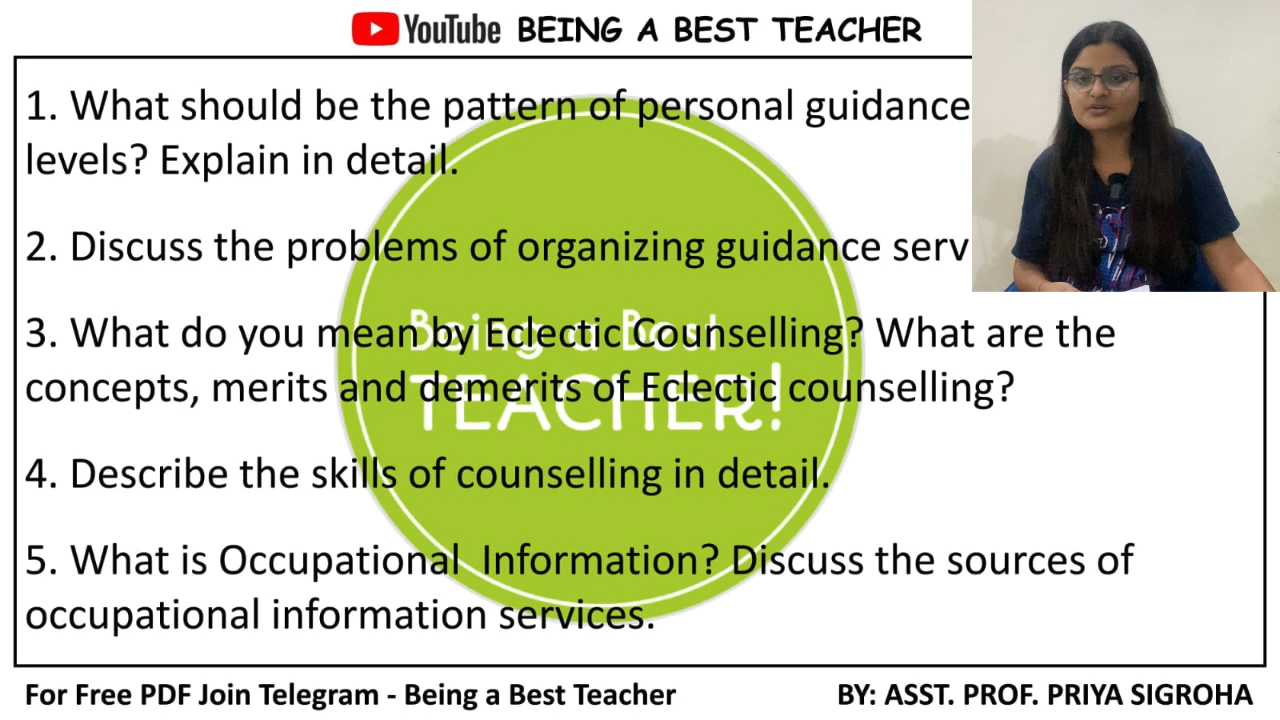 YouTube BEING A BEST TEACHER
1. What should be the pattern of personal guidance
levels? Explain in detail.
2. Discuss the problems of organizing guidance serv
Being a Best
3. What do you mean by Eclectic Counselling? What are the
concepts, merits and demerits of Eclectic counselling?
TEACHER!
4. Describe the skills of counselling in detail.
5. What is Occupational Information? Discuss the sources of
occupational information services.
For Free PDF Join Telegram - Being a Best Teacher
BY: ASST. PROF. PRIYA SIGROHA